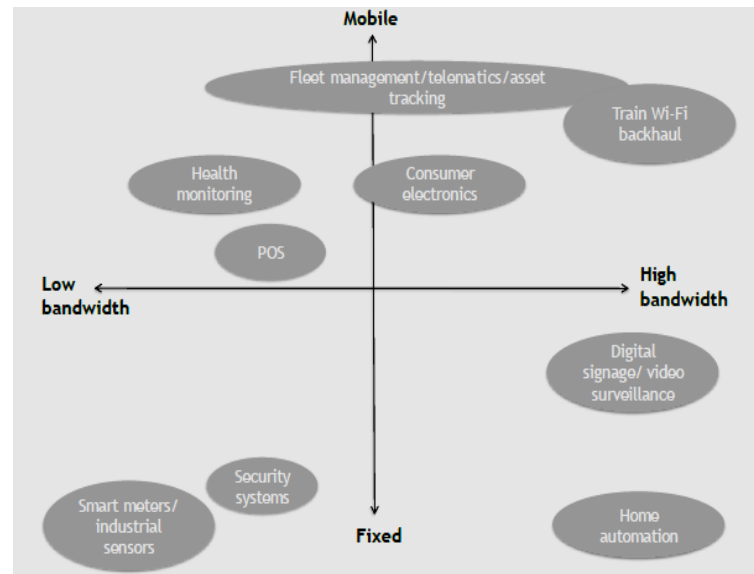 Mobile
Fleet management/telematics/asset
tracking
Train Wi-Fi
backhaul
Health
monitoring
Consumer
electronics
POS
Low
bandwidth
High
bandwidth
Digital
signage/ video
surveillance
Security
systems
Smart meters/
industrial
sensors
Fixed
Home
automation